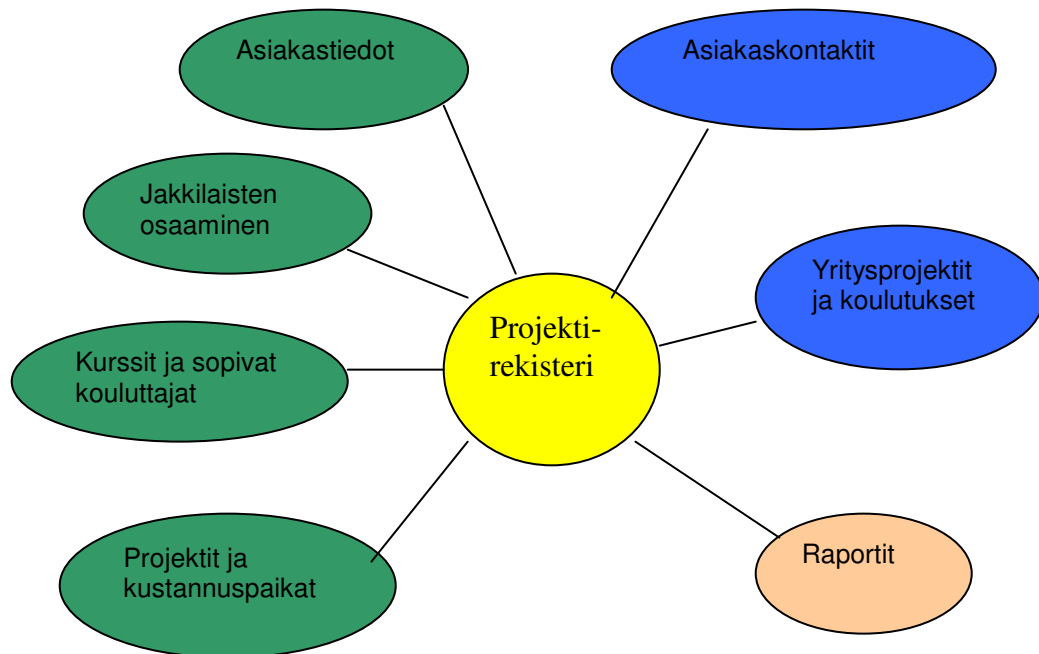 Asiakastiedot
Asiakaskontaktit
Jakkilaisten
osaaminen
Yritysprojektit
ja koulutukset
Projekti-
rekisteri
Kurssit ja sopivat
kouluttajat
Projektit ja
kustannuspaikat
Raportit